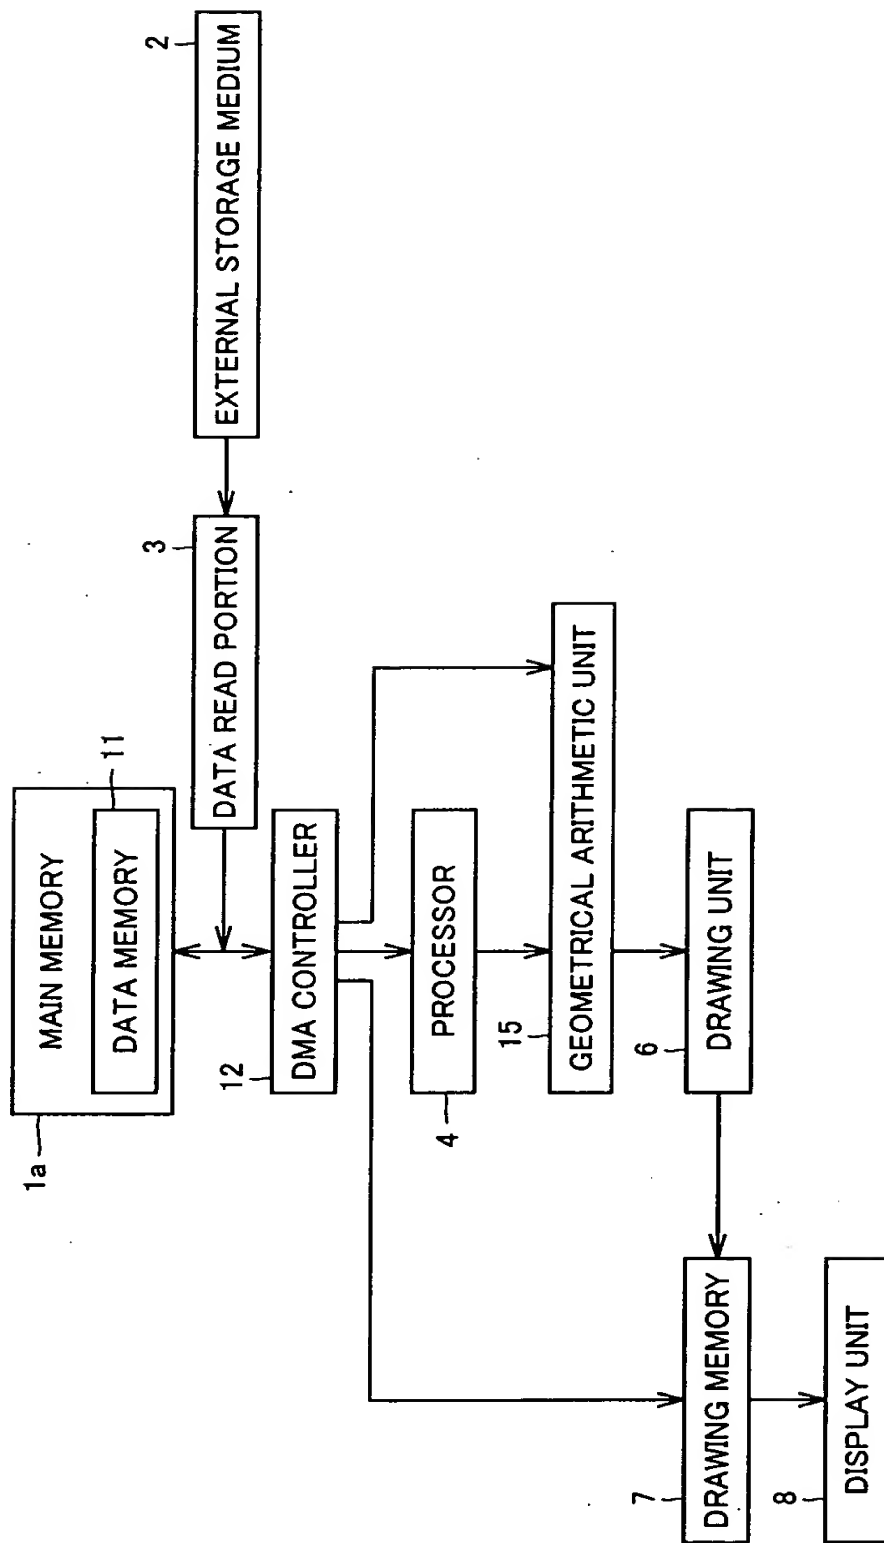 1a
MAIN MEMORY
DATA MEMORY
11
3
DATA READ PORTION
2
EXTERNAL STORAGE MEDIUM
12
DMA CONTROLLER
4
PROCESSOR
15
GEOMETRICAL ARITHMETIC UNIT
6
DRAWING UNIT
7
DRAWING MEMORY
8
DISPLAY UNIT